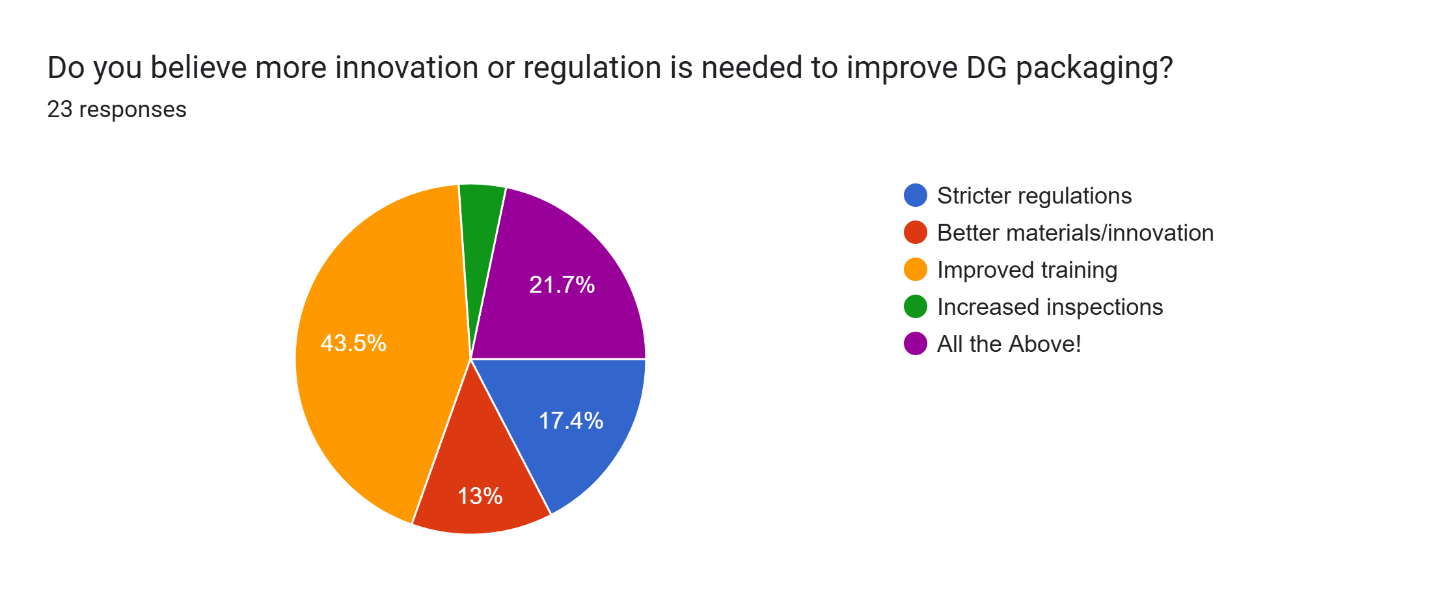 Do you believe more innovation or regulation is needed to improve DG packaging?
23 responses
Stricter regulations
Better materials/innovation
Improved training
Increased inspections
All the Above!
21.7%
43.5%
17.4%
13%